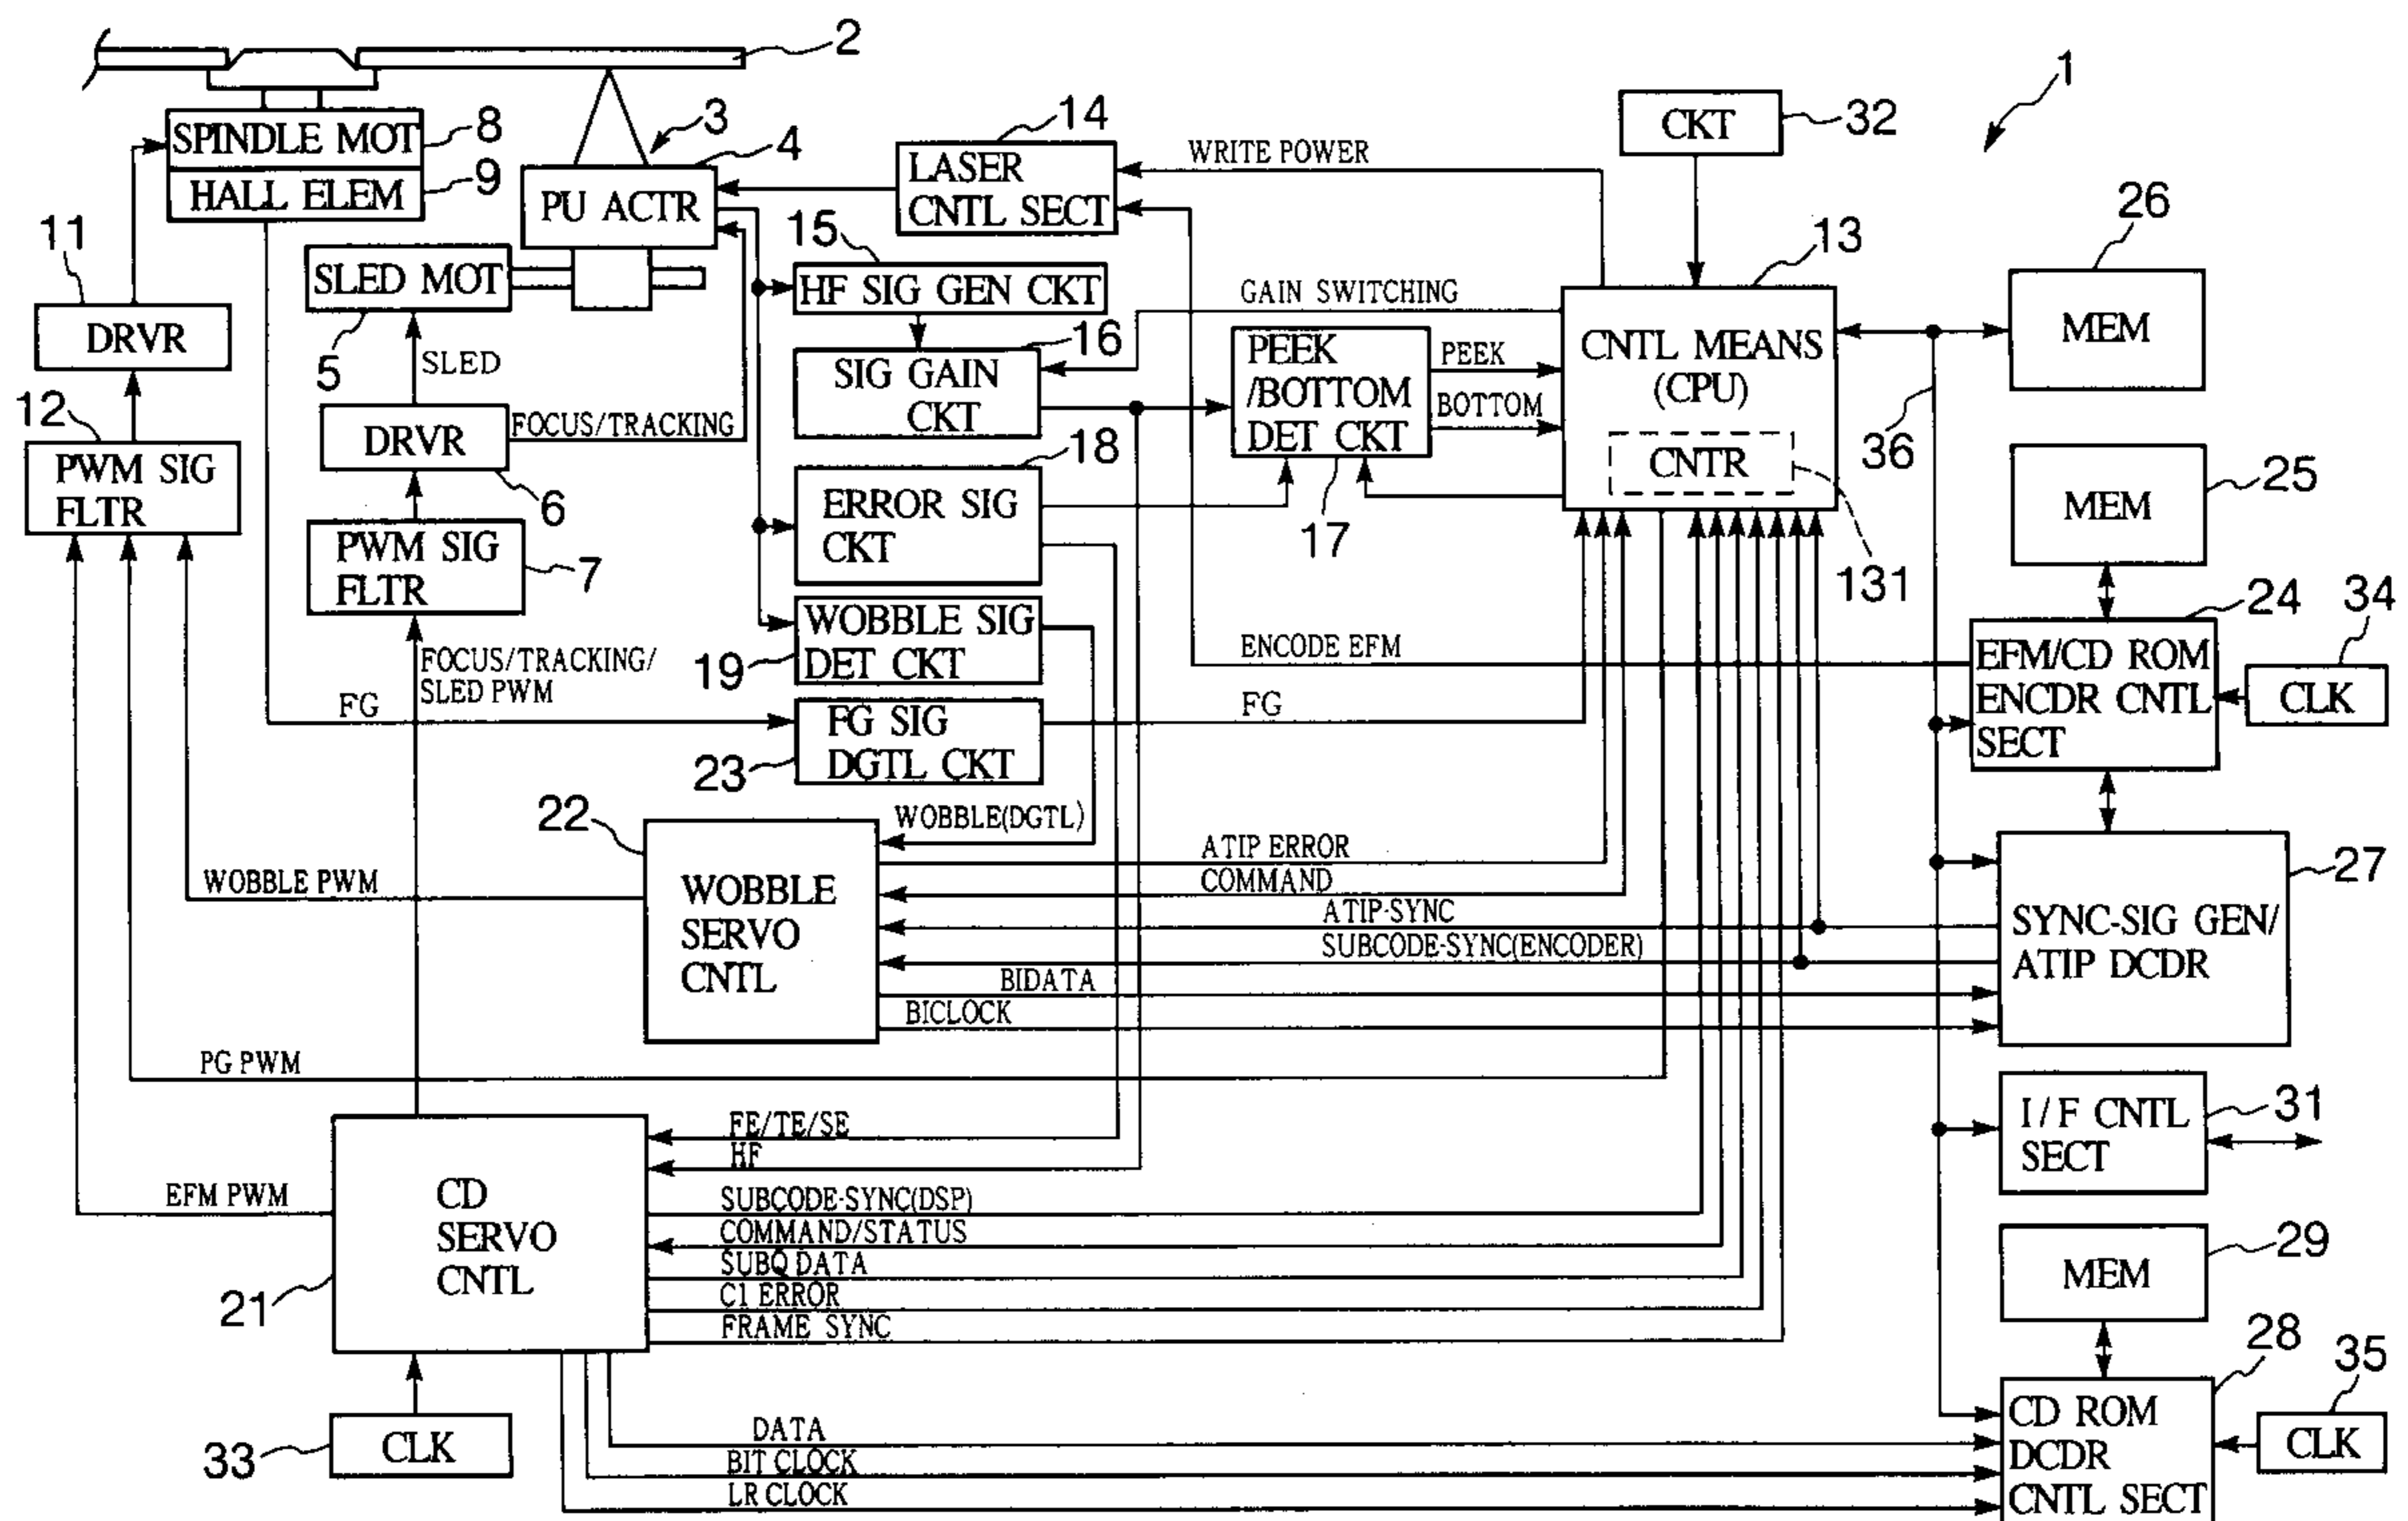 2
1
3
SPINDLE MOT
8
HALL ELEM
9
4
PU ACTR
14
LASER
CNTL SECT
WRITE POWER
CKT
32
11
DRVR
SLED MOT
5
SLED
15
HF SIG GEN CKT
16
SIG GAIN
CKT
GAIN SWITCHING
PEEK
/BOTTOM
DET CKT
17
PEEK
BOTTOM
13
CNTL MEANS
(CPU)
CNTR
131
36
26
MEM
12
PWM SIG
FLTR
DRVR
6
FOCUS/TRACKING
18
ERROR SIG
CKT
MEM
25
PWM SIG
FLTR
7
FOCUS/TRACKING/
SLED PWM
WOBBLE SIG
DET CKT
19
ENCODE EFM
24
EFM/CD ROM
ENCDR CNTL
SECT
34
CLK
FG
FG SIG
DGTL CKT
23
FG
22
WOBBLE
SERVO
CNTL
WOBBLE(DGTL)
WOBBLE PWM
ATIP ERROR
COMMAND
ATIP-SYNC
SUBCODE-SYNC(ENCODER)
BIDATA
BICLOCK
27
SYNC-SIG GEN/
ATIP DCDR
PG PWM
I/F CNTL
SECT
31
CD
SERVO
CNTL
21
EFM PWM
FE/TE/SE
HF
SUBCODE-SYNC(DSP)
COMMAND/STATUS
SUBQ DATA
C1 ERROR
FRAME SYNC
MEM
29
33
CLK
DATA
BIT CLOCK
LR CLOCK
28
CD ROM
DCDR
CNTL SECT
35
CLK